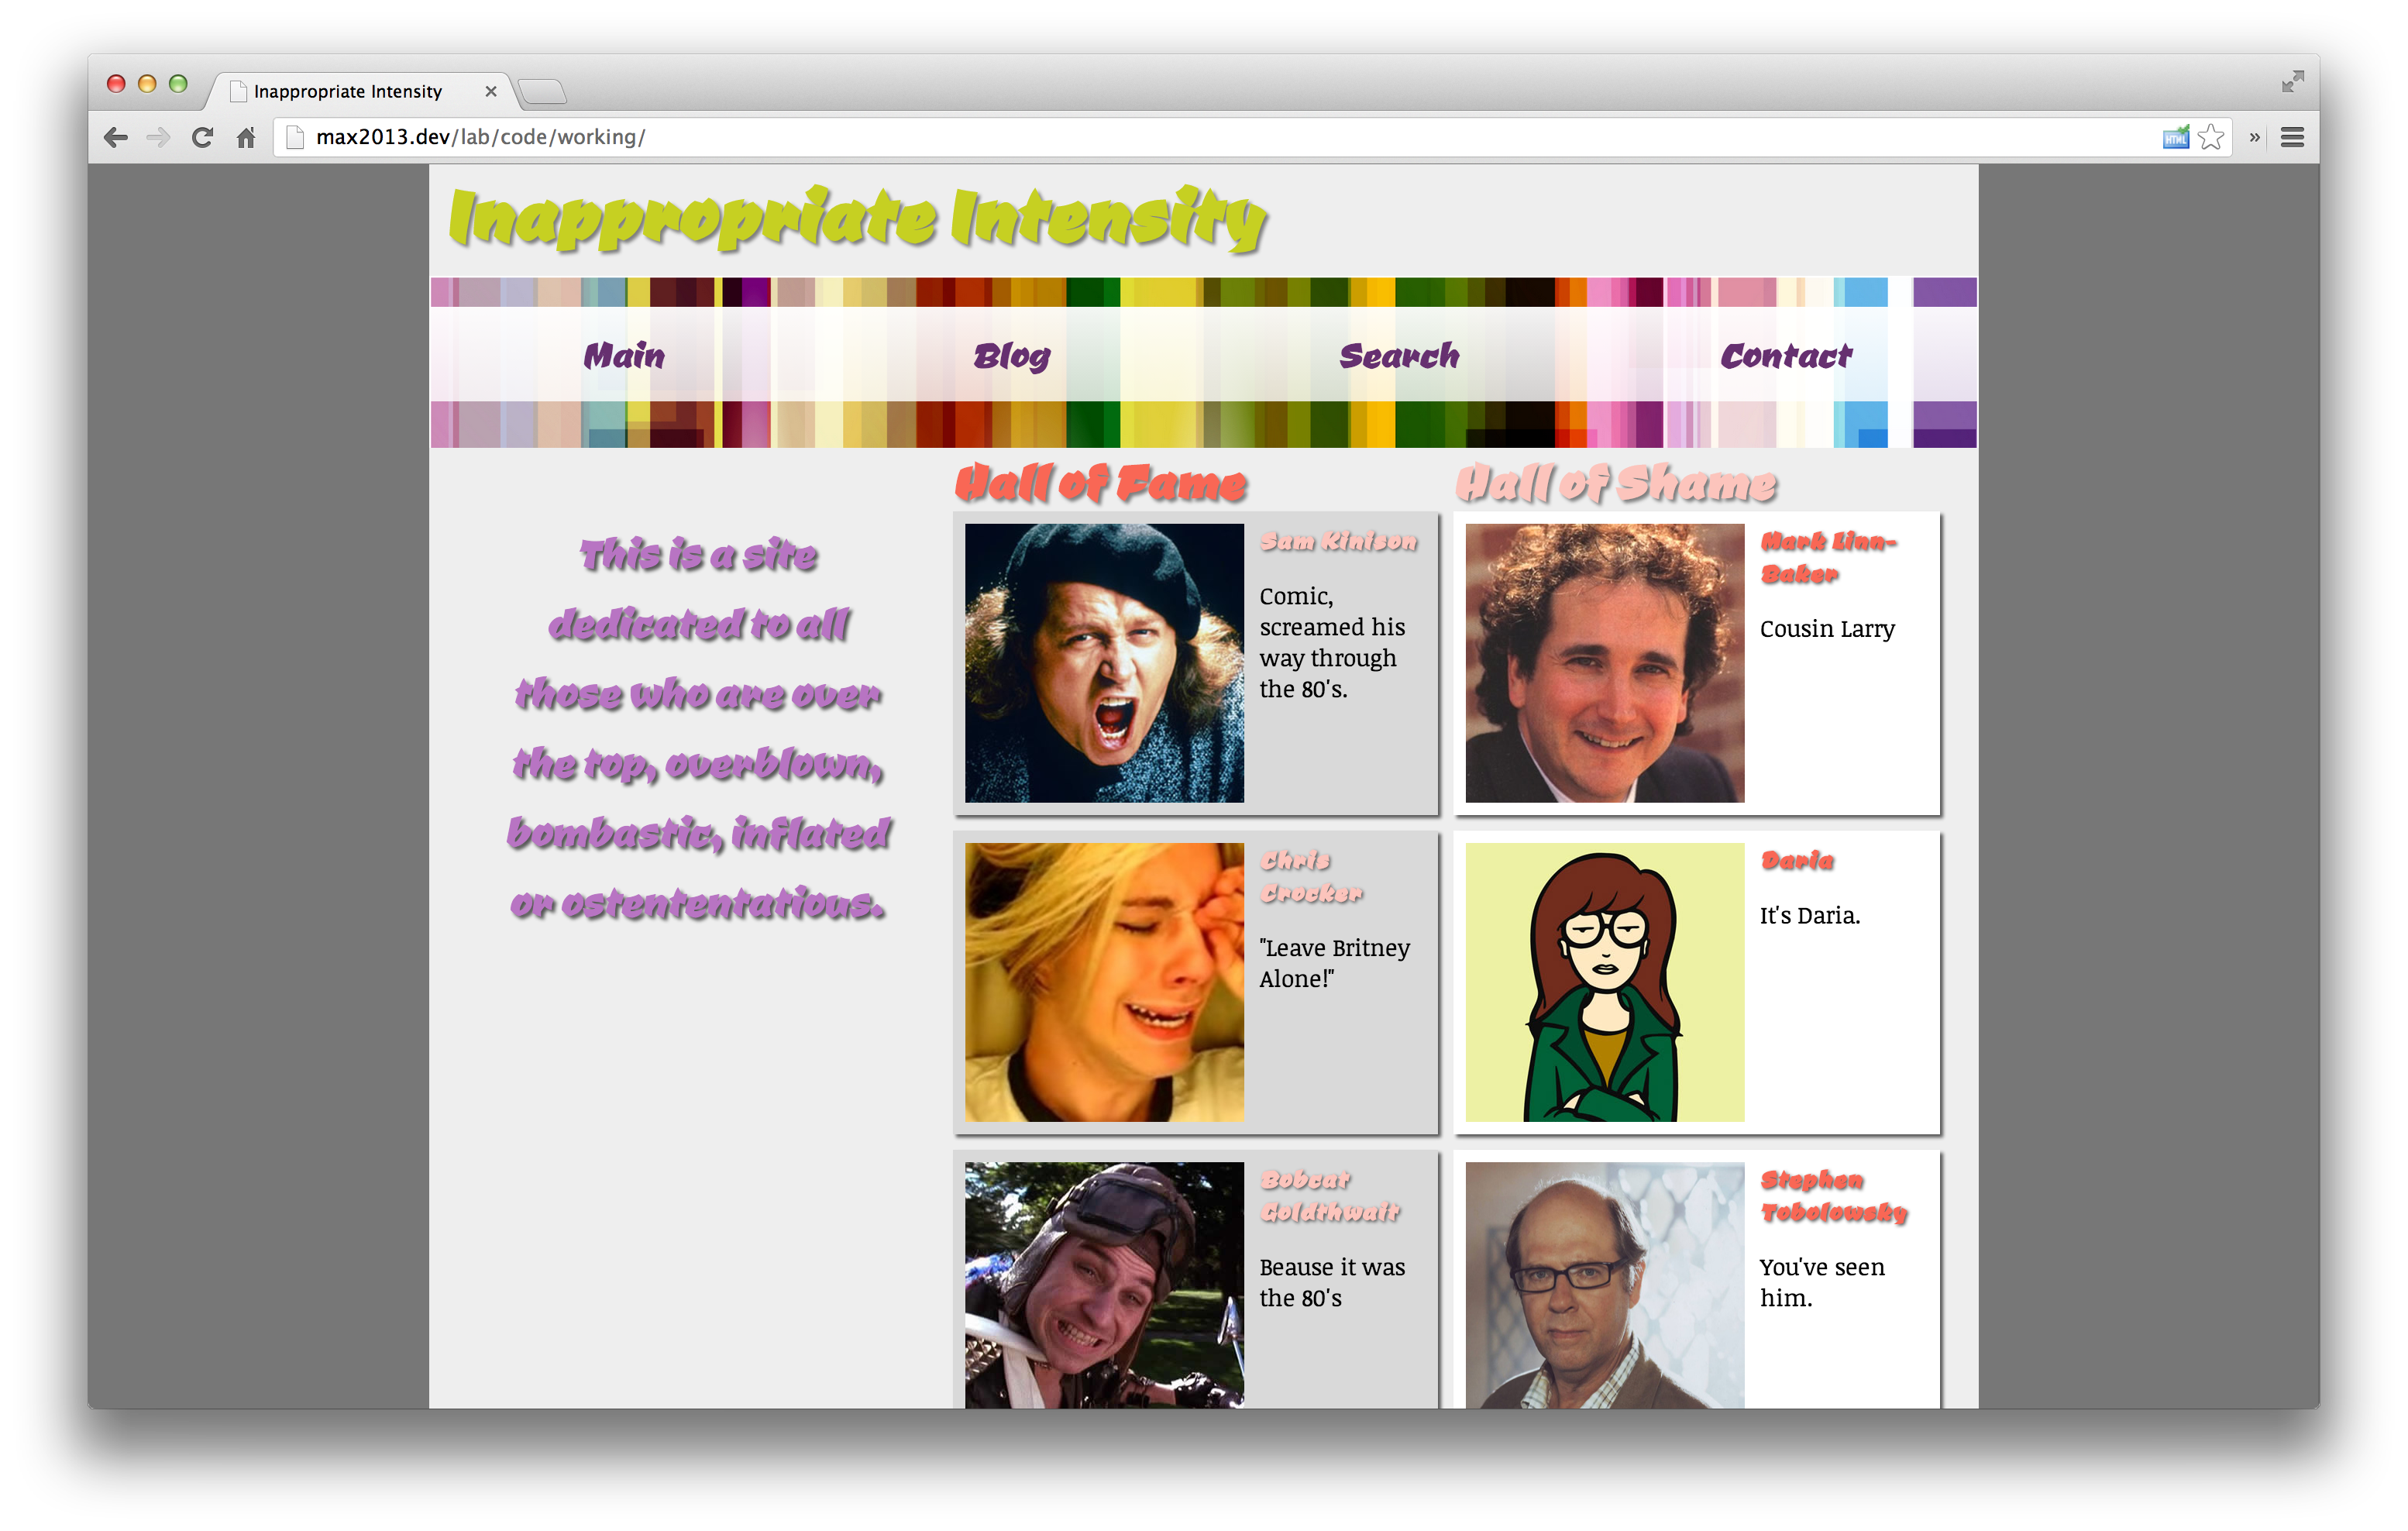 Inappropriate Intensity
max2013.dev/lab/code/working/
HTML
»
Inappropriate Intensity
Main
Blog
Search
Contact
This is a site
dedicated to all
those who are over
the top, overblown,
bombastic, inflated
or ostententatious.
Hall of Fame
Sam Kinison
Comic,
screamed his
way through
the 80's.
Chris
Crocker
"Leave Britney
Alone!"
Bobcat
Goldthwait
Beause it was
the 80's
Hall of Shame
Mark Linn-
Baker
Cousin Larry
Daria
It's Daria.
Stephen
Tobolowsky
You've seen
him.